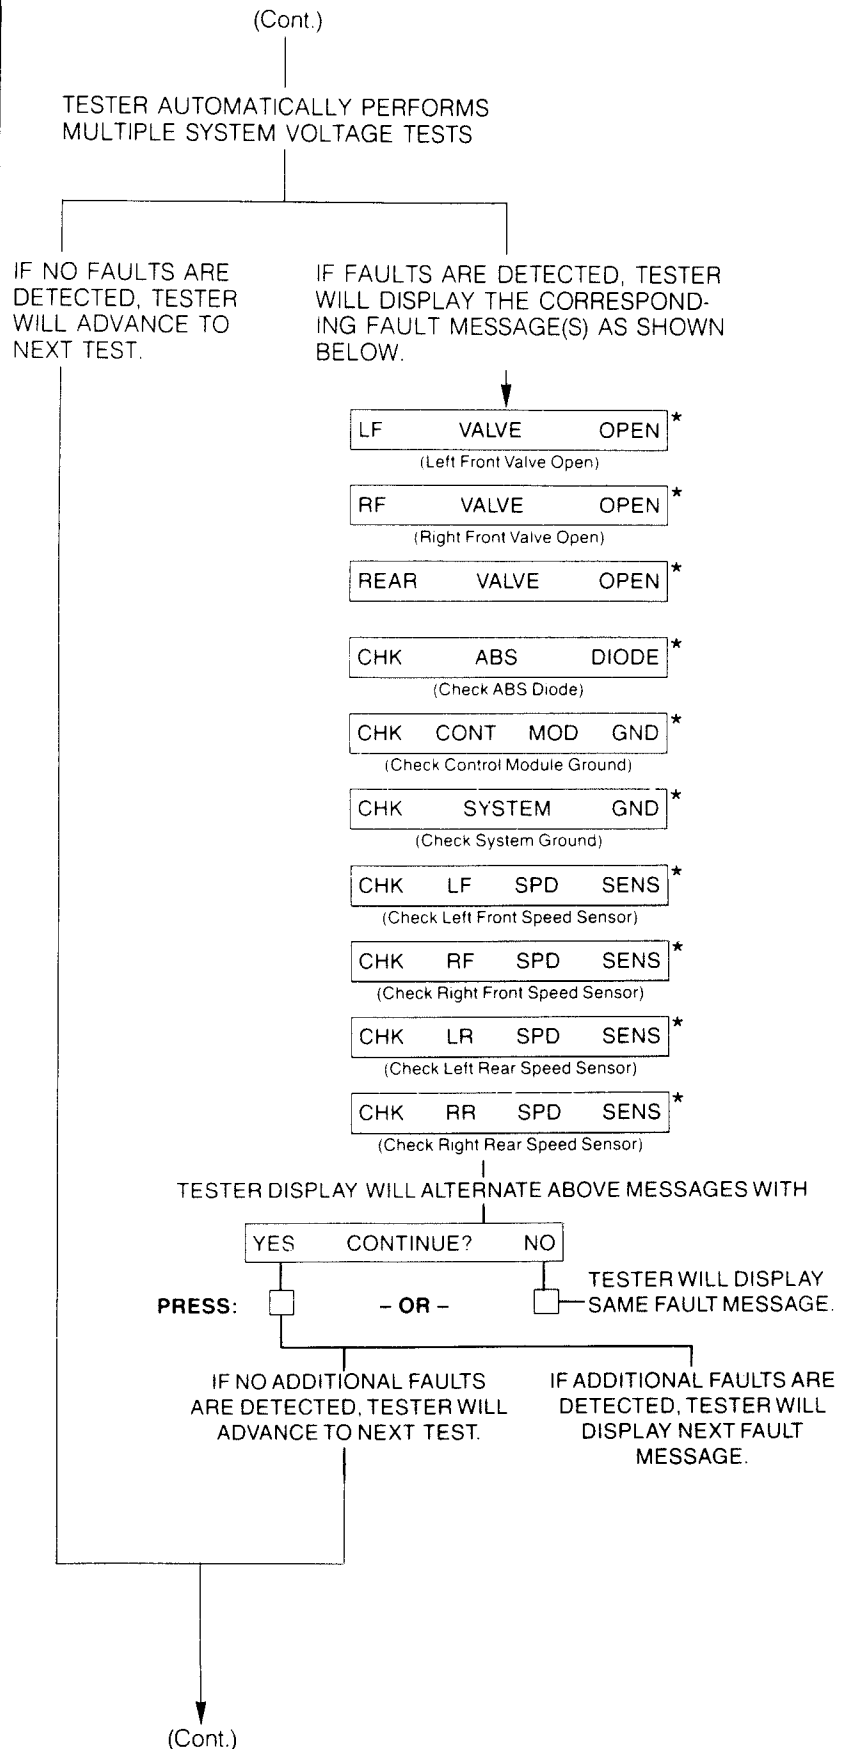 (Cont.)
TESTER AUTOMATICALLY PERFORMS
MULTIPLE SYSTEM VOLTAGE TESTS
IF NO FAULTS ARE
DETECTED, TESTER
WILL ADVANCE TO
NEXT TEST.
IF FAULTS ARE DETECTED, TESTER
WILL DISPLAY THE CORRESPOND-
ING FAULT MESSAGE(S) AS SHOWN
BELOW.
LF VALVE OPEN*
(Left Front Valve Open)
RF VALVE OPEN*
(Right Front Valve Open)
REAR VALVE OPEN*
CHK ABS DIODE*
(Check ABS Diode)
CHK CONT MOD GND*
(Check Control Module Ground)
CHK SYSTEM GND*
(Check System Ground)
CHK LF SPD SENS*
(Check Left Front Speed Sensor)
CHK RF SPD SENS*
(Check Right Front Speed Sensor)
CHK LR SPD SENS*
(Check Left Rear Speed Sensor)
CHK RR SPD SENS*
(Check Right Rear Speed Sensor)
TESTER DISPLAY WILL ALTERNATE ABOVE MESSAGES WITH
YES CONTINUE? NO
PRESS: – OR –
TESTER WILL DISPLAY
SAME FAULT MESSAGE.
IF NO ADDITIONAL FAULTS
ARE DETECTED, TESTER WILL
ADVANCE TO NEXT TEST.
IF ADDITIONAL FAULTS ARE
DETECTED, TESTER WILL
DISPLAY NEXT FAULT
MESSAGE.
(Cont.)